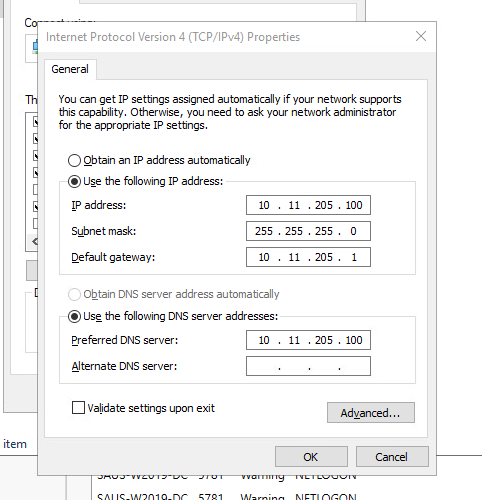 Internet Protocol Version 4 (TCP/IPv4) Properties
General
You can get IP settings assigned automatically if your network supports
this capability. Otherwise, you need to ask your network administrator
for the appropriate IP settings.
Obtain an IP address automatically
Use the following IP address:
IP address: 10 . 11 . 205 . 100
Subnet mask: 255 . 255 . 255 . 0
Default gateway: 10 . 11 . 205 . 1
Obtain DNS server address automatically
Use the following DNS server addresses:
Preferred DNS server: 10 . 11 . 205 . 100
Alternate DNS server: . . .
Validate settings upon exit
Advanced...
item
OK Cancel
SAUS-W2019-DC 5781 Warning NETLOGON
SAUS-W2019-DC 5781 Warning NETLOGON